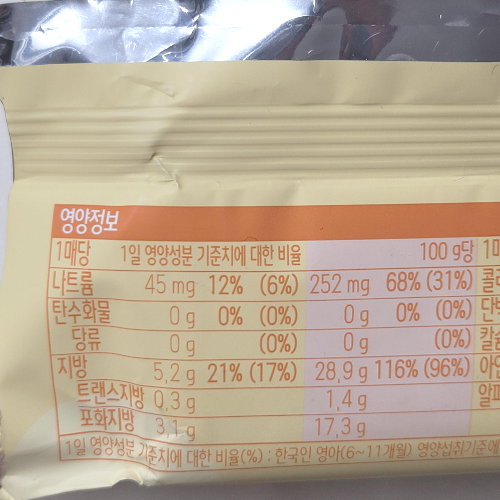 영양정보
1매당 1일 영양성분 기준치에 대한 비율 100 g당
나트륨 45 mg 12% (6%) 252 mg 68% (31%)
탄수화물 0 g 0% (0%) 0 g 0% (0%)
당류 0 g (0%) 0 g (0%)
지방 5,2 g 21% (17%) 28,9 g 116% (96%)
트랜스지방 0,3 g 1,4 g
포화지방 3,1 g 17,3 g
1일 영양성분 기준치에 대한 비율(%) : 한국인 영아(6~11개월) 영양섭취기준에